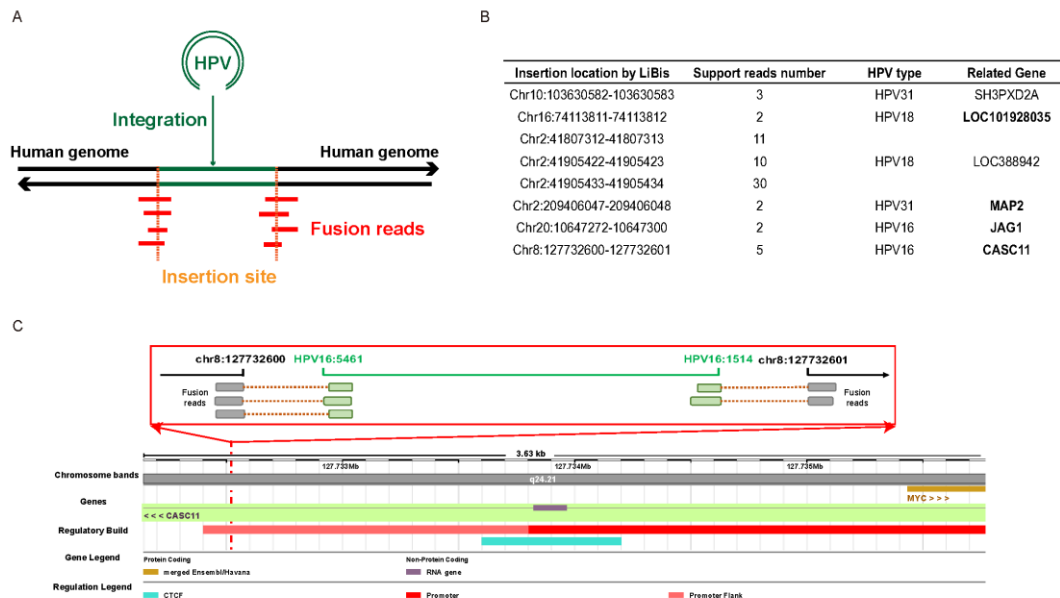 A
HPV
Integration
Human genome Human genome
Fusion reads
Insertion site
B
Insertion location by LiBis Support reads number HPV type Related Gene
Chr10:103630582-103630583 3 HPV31 SH3PXD2A
Chr16:74113811-74113812 2 HPV18 LOC101928035
Chr2:41807312-41807313 11
Chr2:41905422-41905423 10 HPV18 LOC388942
Chr2:41905433-41905434 30
Chr2:209406047-209406048 2 HPV31 MAP2
Chr20:10647272-10647300 2 HPV16 JAG1
Chr8:127732600-127732601 5 HPV16 CASC11
C
chr8:127732600 HPV16:5461 HPV16:1514 chr8:127732601
Fusion reads Fusion reads
3.63 kb
127.733Mb 127.734Mb 127.735Mb
Chromosome bands q24.21
Genes MYC > > >
< < < CASC11
Regulatory Build
Gene Legend Protein Coding Non-Protein Coding
merged Ensembl/Havana RNA gene
Regulation Legend
CTCF Promoter Promoter Flank